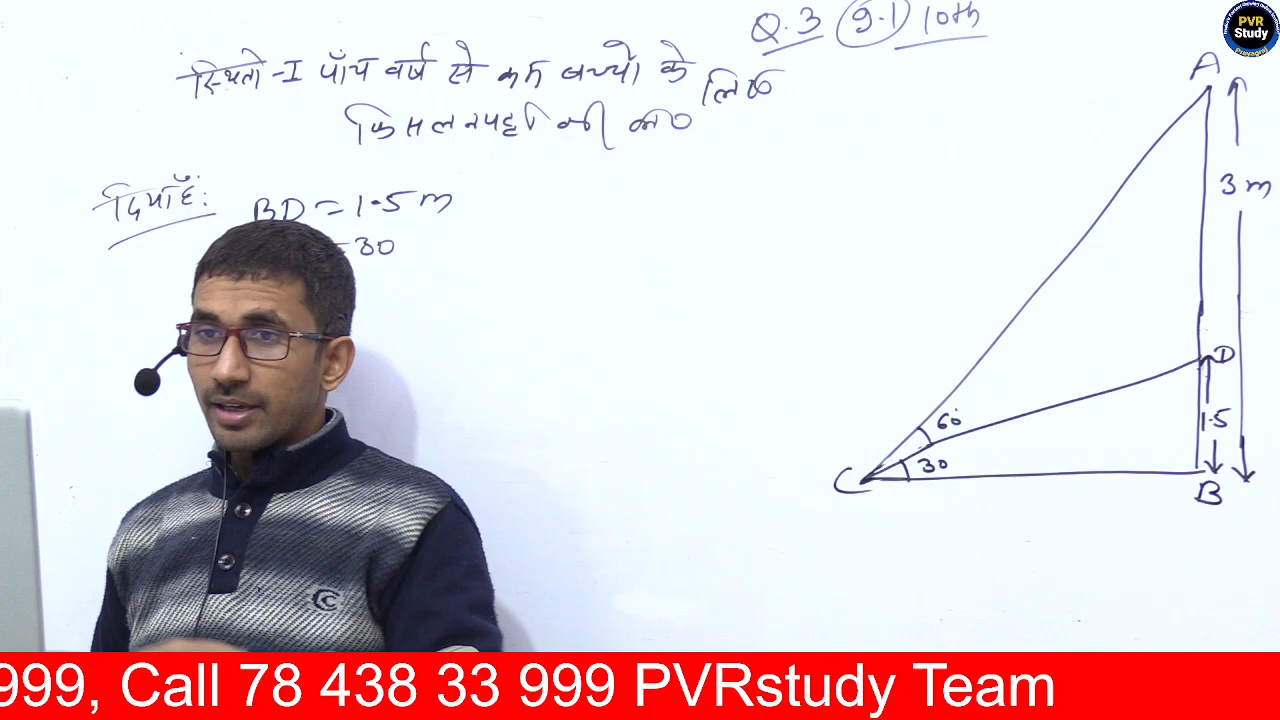 Q.3 9.1 10th
स्थिती-I पाँच वर्ष से कम बच्चो के लिए
फिसलनपट्टी की
दिया है: BD = 1.5 m
= 30
A
3 m
D
60°
1.5
30
C
B
PVR
Study
Prayagraj
999, Call 78 438 33 999 PVRstudy Team